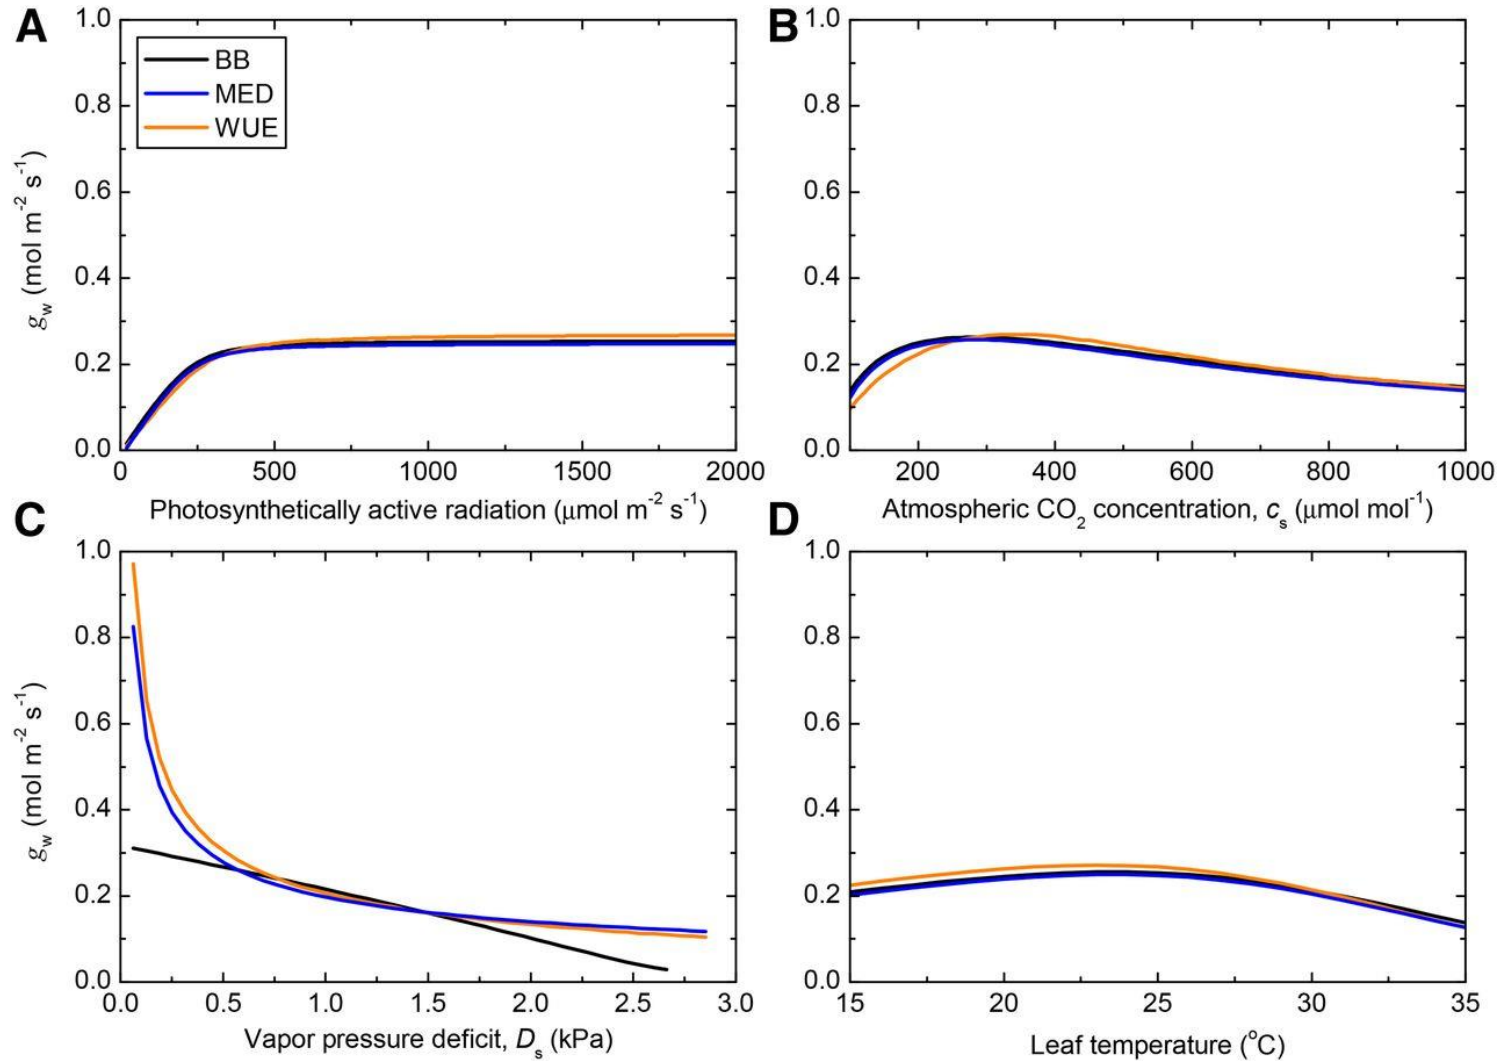 A
1.0
0.8
0.6
0.4
0.2
0.0
g_w (mol m⁻² s⁻¹)
BB
MED
WUE
0 500 1000 1500 2000
Photosynthetically active radiation (μmol m⁻² s⁻¹)
B
1.0
0.8
0.6
0.4
0.2
0.0
200 400 600 800 1000
Atmospheric CO₂ concentration, cₛ (μmol mol⁻¹)
C
1.0
0.8
0.6
0.4
0.2
0.0
g_w (mol m⁻² s⁻¹)
0.0 0.5 1.0 1.5 2.0 2.5 3.0
Vapor pressure deficit, Dₛ (kPa)
D
1.0
0.8
0.6
0.4
0.2
0.0
15 20 25 30 35
Leaf temperature (°C)